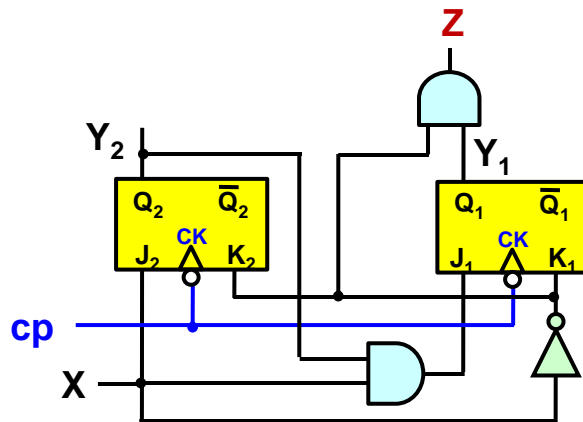 Z
Y₂
Y₁
Q₂ Q̅₂
Q₁ Q̅₁
CK
CK
J₂ K₂
J₁ K₁
cp
X